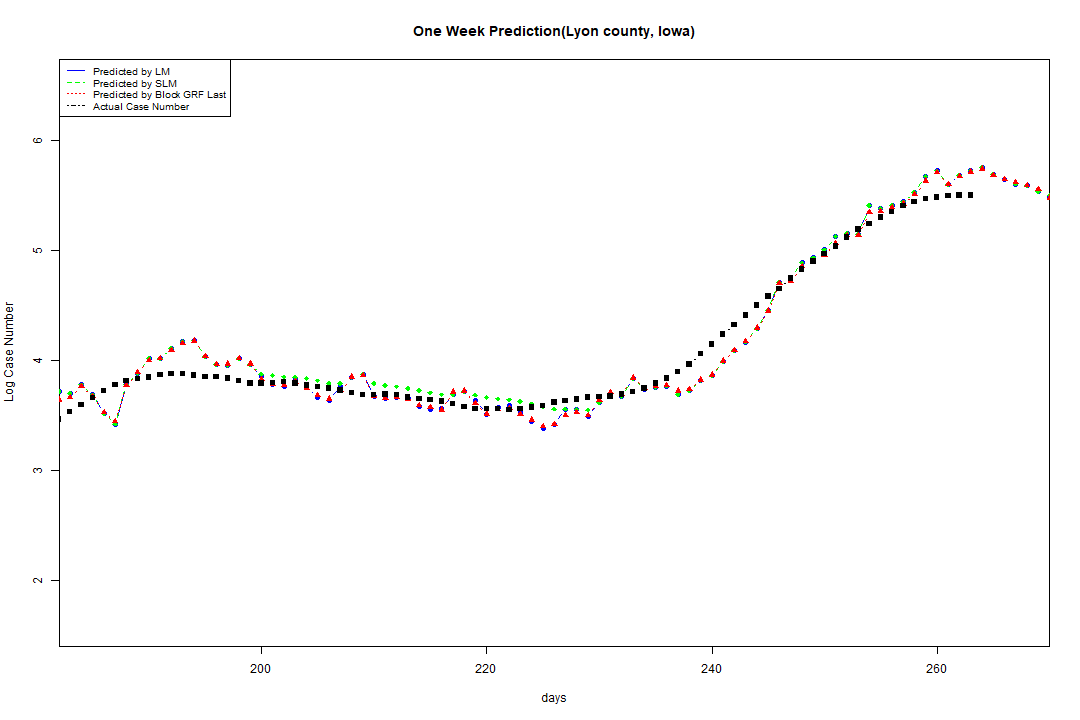 One Week Prediction(Lyon county, Iowa)
Predicted by LM
Predicted by SLM
Predicted by Block GRF Last
Actual Case Number
6
5
4
3
2
Log Case Number
200
220
240
260
days